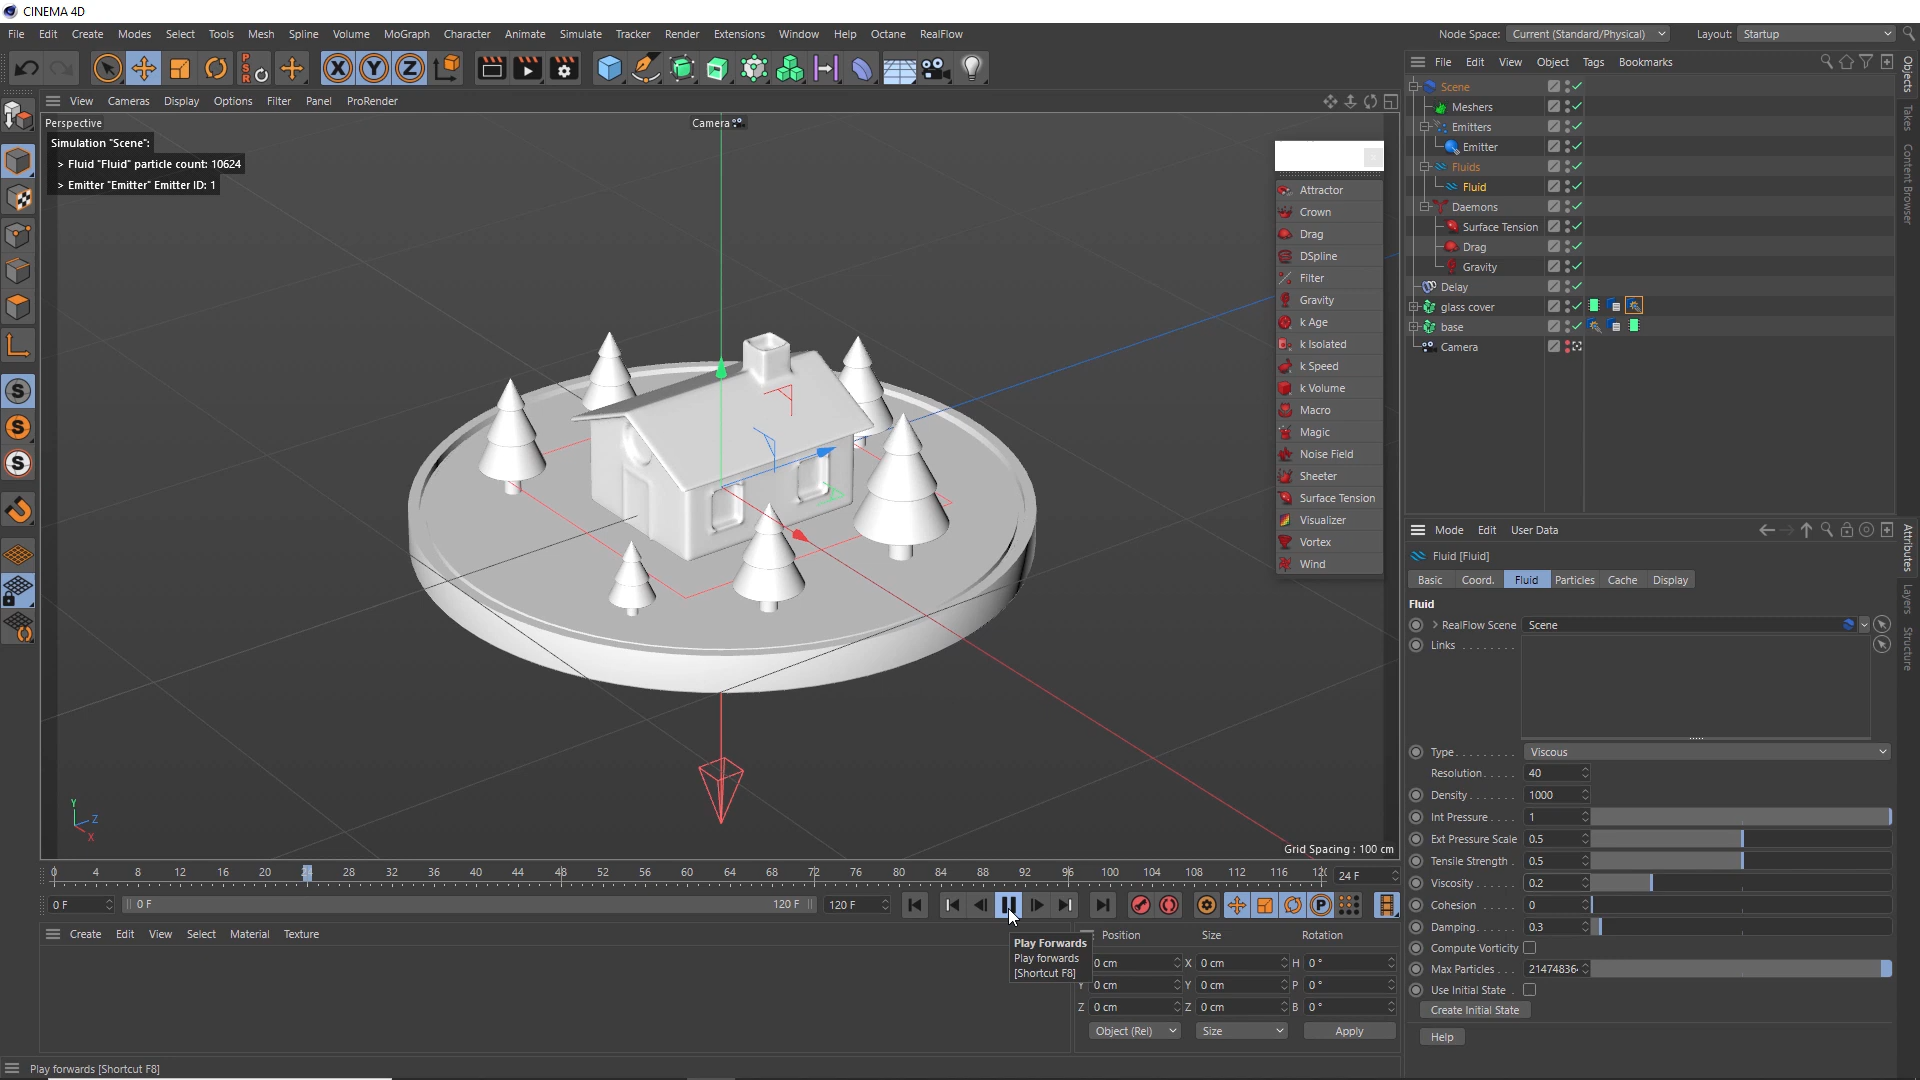 CINEMA 4D
File Edit Create Modes Select Tools Mesh Spline Volume MoGraph Character Animate Simulate Tracker Render Extensions Window Help Octane RealFlow
Node Space: Current (Standard/Physical) Layout: Startup
PSR X Y Z
File Edit View Object Tags Bookmarks
View Cameras Display Options Filter Panel ProRender
Perspective
Camera
Simulation "Scene":
> Fluid "Fluid" particle count: 10624
> Emitter "Emitter" Emitter ID: 1
Attractor
Crown
Drag
DSpline
Filter
Gravity
k Age
k Isolated
k Speed
k Volume
Macro
Magic
Noise Field
Sheeter
Surface Tension
Visualizer
Vortex
Wind
Y
Z
X
Grid Spacing : 100 cm
Scene
Meshers
Emitters
Emitter
Fluids
Fluid
Daemons
Surface Tension
Drag
Gravity
Delay
glass cover
base
Camera
Objects
Takes
Content Browser
Mode Edit User Data
Fluid [Fluid]
Basic Coord. Fluid Particles Cache Display
Fluid
> RealFlow Scene Scene
Links . . . . . . . .
Type. . . . . . . . . Viscous
Resolution. . . . . 40
Density. . . . . . . 1000
Int Pressure. . . . 1
Ext Pressure Scale 0.5
Tensile Strength . 0.5
Viscosity. . . . . . 0.2
Cohesion . . . . . 0
Damping. . . . . . 0.3
Compute Vorticity
Max Particles . . . 214748364
Use Initial State .
Create Initial State
Help
Attributes
Layers
Structure
0 4 8 12 16 20 24 28 32 36 40 44 48 52 56 60 64 68 72 76 80 84 88 92 96 100 104 108 112 116 120 24 F
0 F 0 F 120 F 120 F
P
Create Edit View Select Material Texture
Play Forwards
Play forwards
[Shortcut F8]
Position Size Rotation
0 cm X 0 cm H 0 °
Y 0 cm Y 0 cm P 0 °
Z 0 cm Z 0 cm B 0 °
Object (Rel) Size Apply
Play forwards [Shortcut F8]